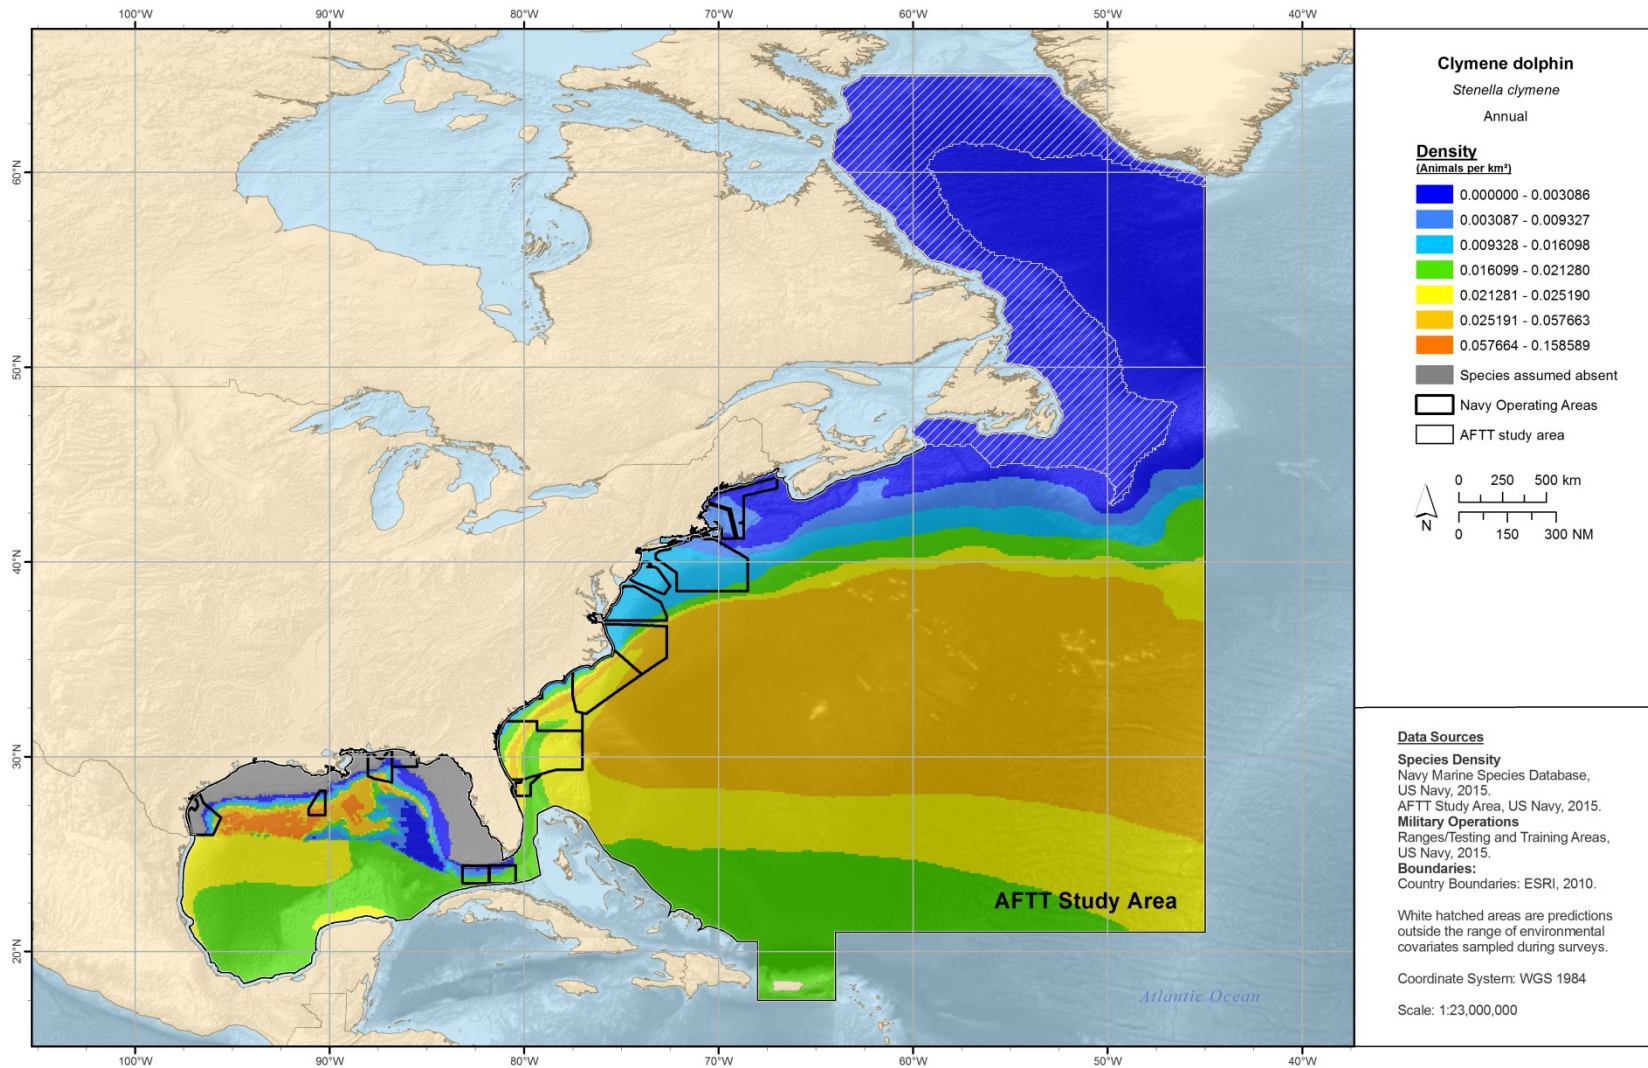 100°W 90°W 80°W 70°W 60°W 50°W 40°W
60°N
50°N
40°N
30°N
20°N
AFTT Study Area
Atlantic Ocean
100°W 90°W 80°W 70°W 60°W 50°W 40°W
Clymene dolphin
Stenella clymene
Annual
Density
(Animals per km²)
0.000000 - 0.003086
0.003087 - 0.009327
0.009328 - 0.016098
0.016099 - 0.021280
0.021281 - 0.025190
0.025191 - 0.057663
0.057664 - 0.158589
Species assumed absent
Navy Operating Areas
AFTT study area
0 250 500 km
N
0 150 300 NM
Data Sources
Species Density
Navy Marine Species Database,
US Navy, 2015.
AFTT Study Area, US Navy, 2015.
Military Operations
Ranges/Testing and Training Areas,
US Navy, 2015.
Boundaries:
Country Boundaries: ESRI, 2010.
White hatched areas are predictions
outside the range of environmental
covariates sampled during surveys.
Coordinate System: WGS 1984
Scale: 1:23,000,000